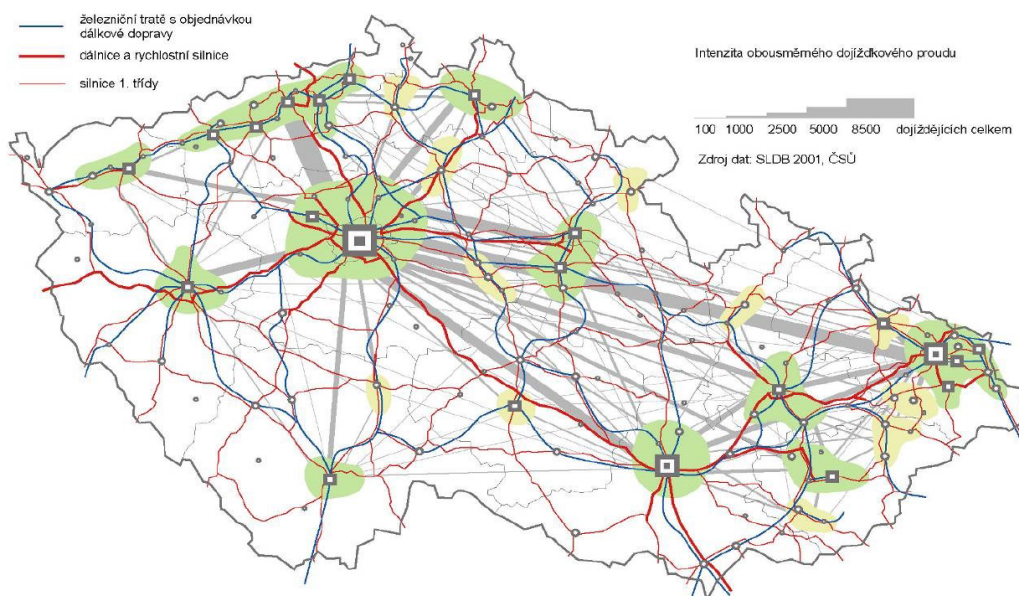 železniční tratě s objednávkou
dálkové dopravy
dálnice a rychlostní silnice
silnice 1. třídy
Intenzita obousměrného dojížďkového proudu
100 1000 2500 5000 8500 dojíždějících celkem
Zdroj dat: SLDB 2001, ČSÚ